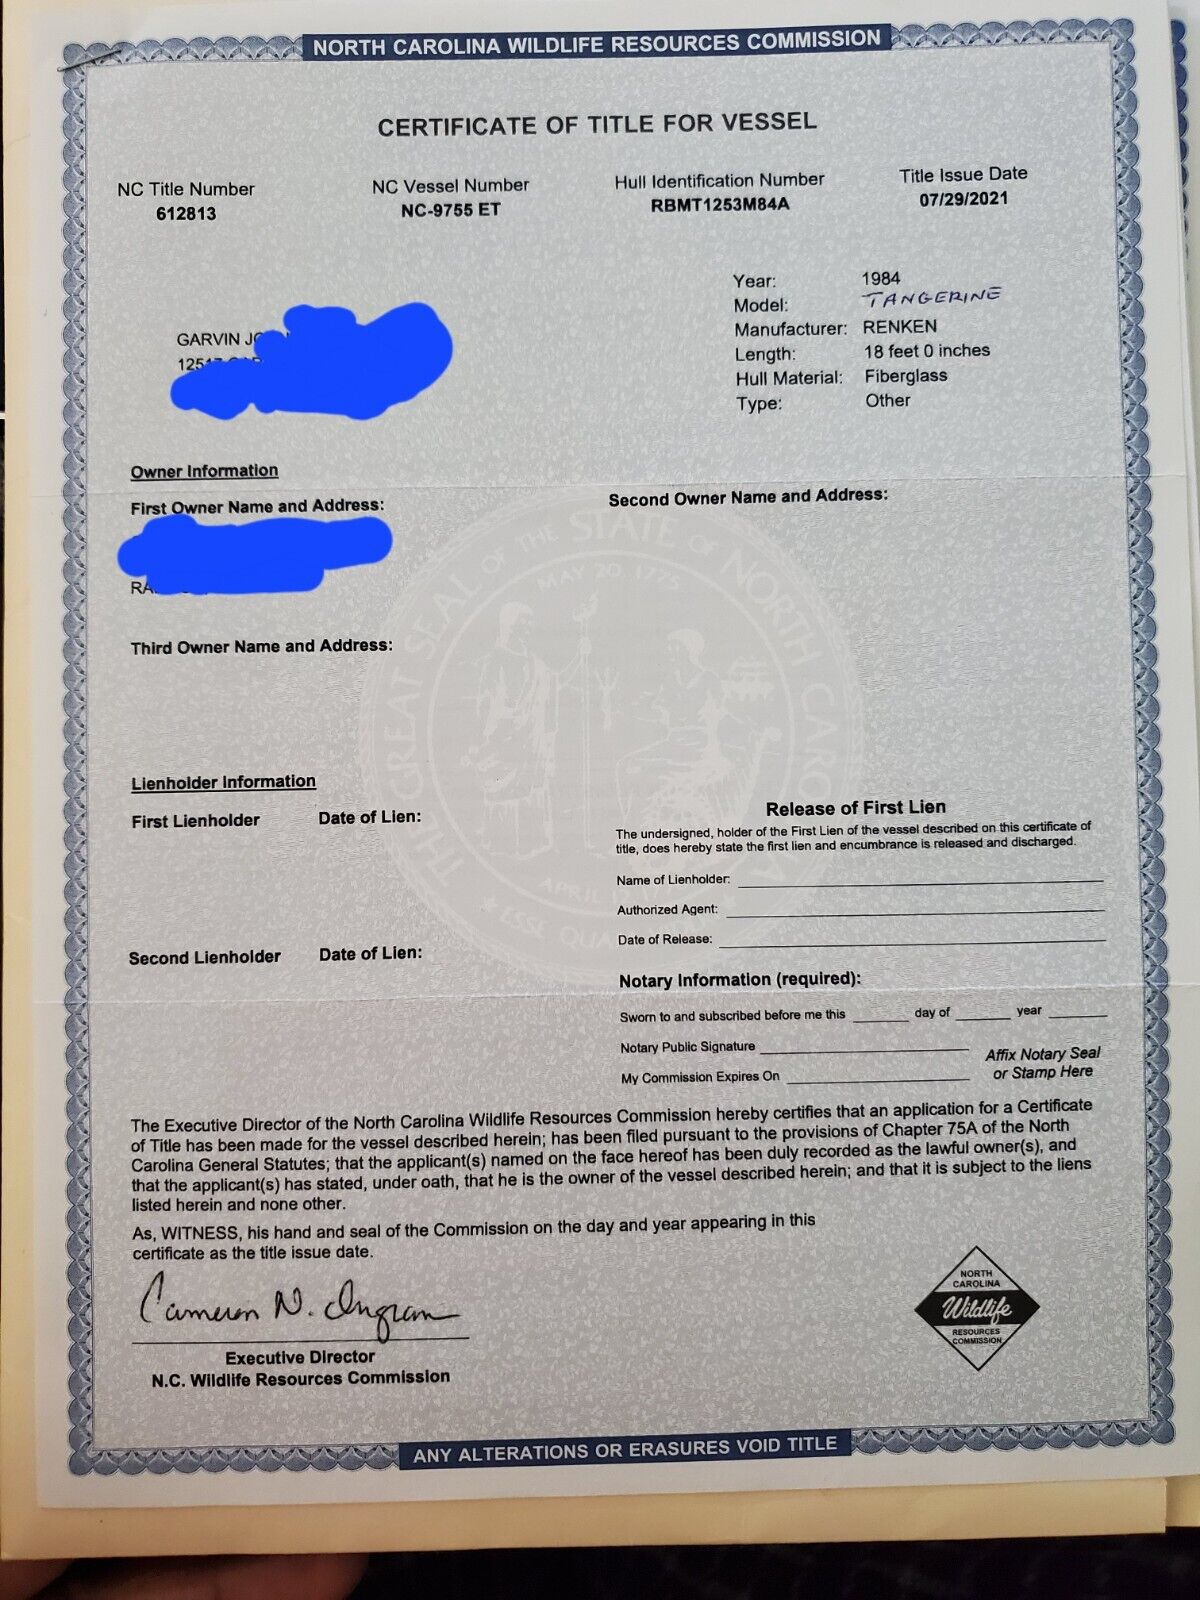 NORTH CAROLINA WILDLIFE RESOURCES COMMISSION
CERTIFICATE OF TITLE FOR VESSEL
NC Title Number
612813
NC Vessel Number
NC-9755 ET
Hull Identification Number
RBMT1253M84A
Title Issue Date
07/29/2021
GARVIN
Year: 1984
Model: TANGERINE
Manufacturer: RENKEN
Length: 18 feet 0 inches
Hull Material: Fiberglass
Type: Other
Owner Information
First Owner Name and Address:
Second Owner Name and Address:
Third Owner Name and Address:
THE GREAT SEAL OF THE STATE OF NORTH CAROLINA
Lienholder Information
First Lienholder Date of Lien:
Second Lienholder Date of Lien:
Release of First Lien
The undersigned, holder of the First Lien of the vessel described on this certificate of
title, does hereby state the first lien and encumbrance is released and discharged.
Name of Lienholder:
Authorized Agent:
Date of Release:
Notary Information (required):
Sworn to and subscribed before me this day of year
Notary Public Signature
My Commission Expires On
Affix Notary Seal
or Stamp Here
The Executive Director of the North Carolina Wildlife Resources Commission hereby certifies that an application for a Certificate
of Title has been made for the vessel described herein; has been filed pursuant to the provisions of Chapter 75A of the North
Carolina General Statutes; that the applicant(s) named on the face hereof has been duly recorded as the lawful owner(s), and
that the applicant(s) has stated, under oath, that he is the owner of the vessel described herein; and that it is subject to the liens
listed herein and none other.
As, WITNESS, his hand and seal of the Commission on the day and year appearing in this
certificate as the title issue date.
Cameron N. Ingram
Executive Director
N.C. Wildlife Resources Commission
NORTH
CAROLINA
Wildlife
RESOURCES
COMMISSION
ANY ALTERATIONS OR ERASURES VOID TITLE